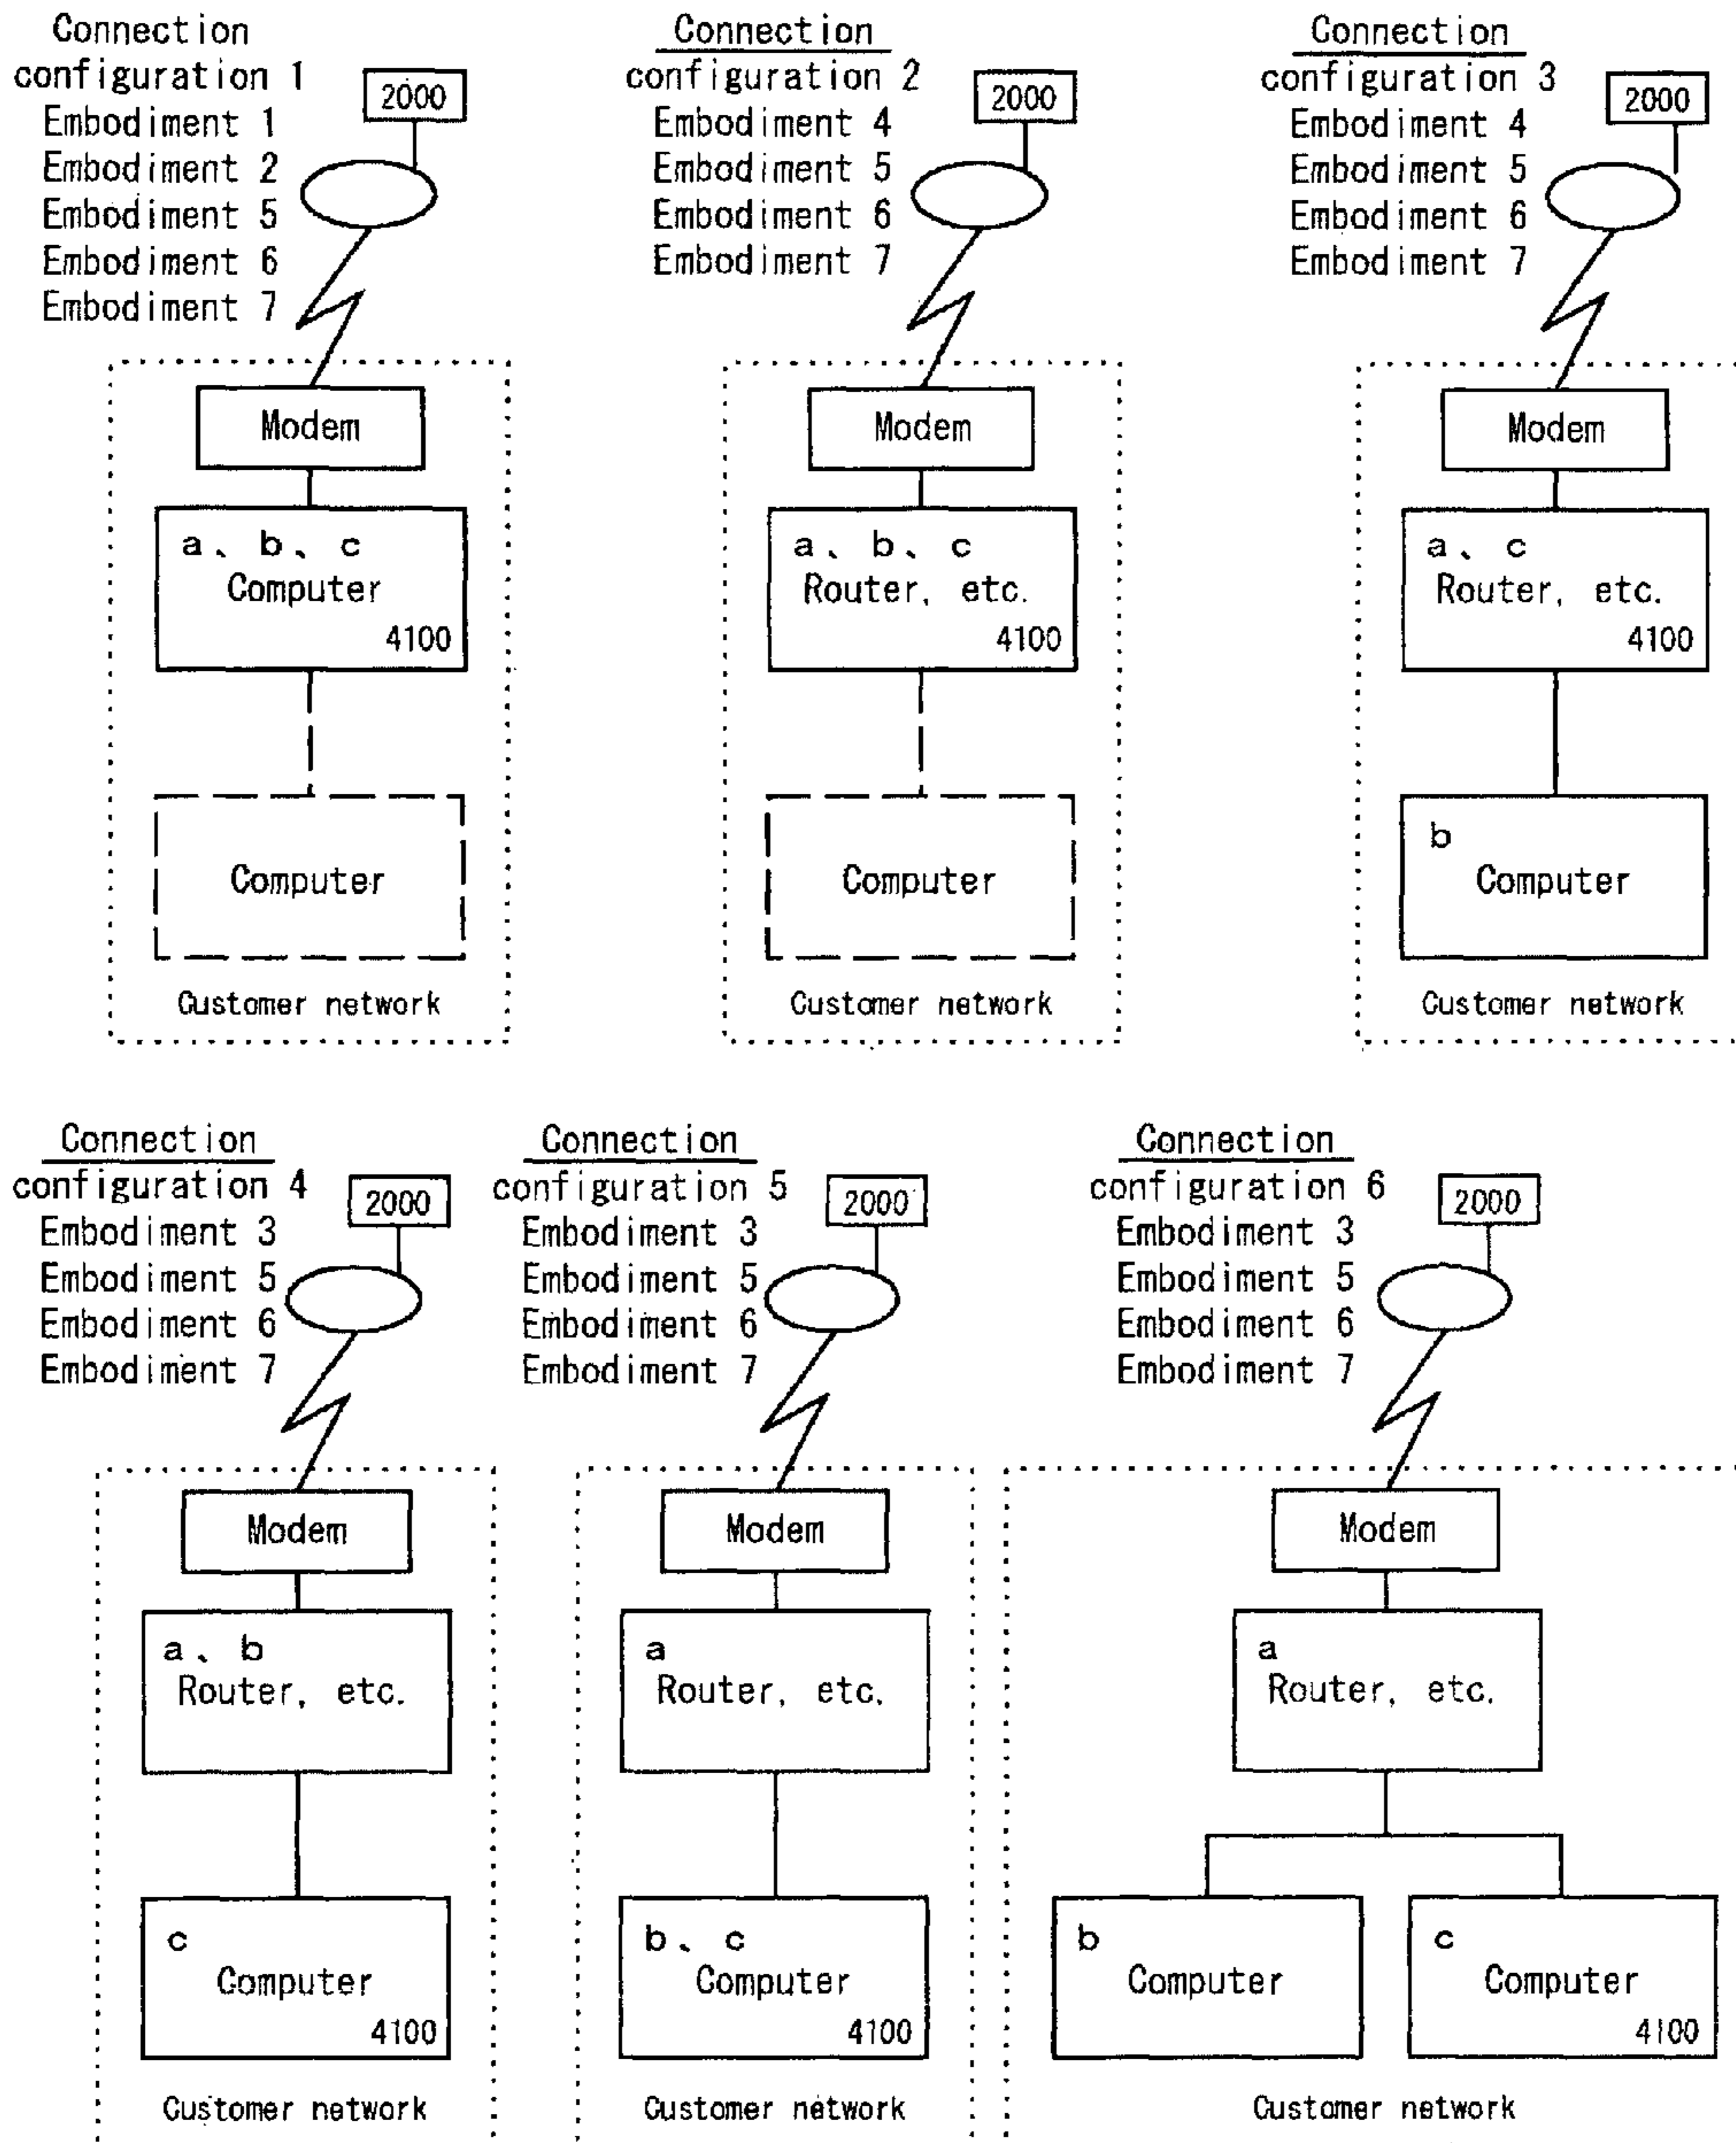 Connection
configuration 1
Embodiment 1
Embodiment 2
Embodiment 5
Embodiment 6
Embodiment 7
2000
Modem
a、b、c
Computer
4100
Computer
Customer network
Connection
configuration 2
Embodiment 4
Embodiment 5
Embodiment 6
Embodiment 7
2000
Modem
a、b、c
Router, etc.
4100
Computer
Customer network
Connection
configuration 3
Embodiment 4
Embodiment 5
Embodiment 6
Embodiment 7
2000
Modem
a、c
Router, etc.
4100
b
Computer
Customer network
Connection
configuration 4
Embodiment 3
Embodiment 5
Embodiment 6
Embodiment 7
2000
Modem
a、b
Router, etc.
c
Computer
4100
Customer network
Connection
configuration 5
Embodiment 3
Embodiment 5
Embodiment 6
Embodiment 7
2000
Modem
a
Router, etc.
b、c
Computer
4100
Customer network
Connection
configuration 6
Embodiment 3
Embodiment 5
Embodiment 6
Embodiment 7
2000
Modem
a
Router, etc.
b
Computer
c
Computer
4100
Customer network